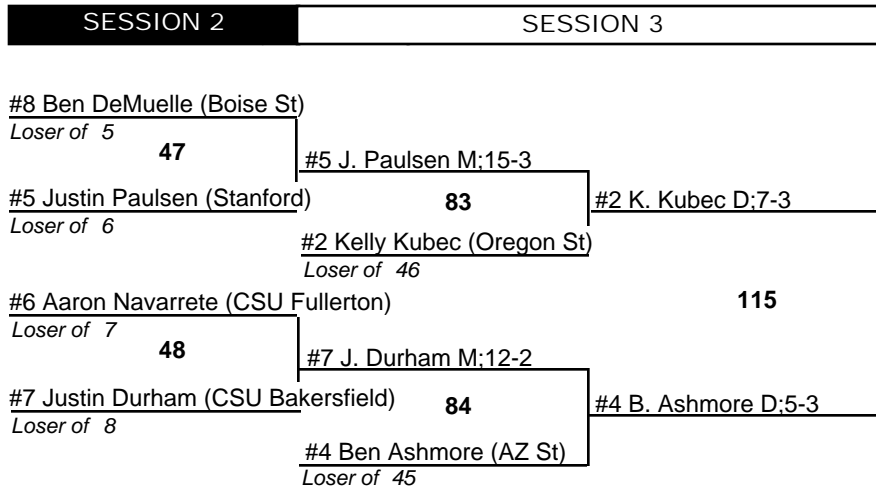 SESSION 2
SESSION 3
#8 Ben DeMuelle (Boise St)
Loser of 5
47
#5 J. Paulsen M;15-3
#5 Justin Paulsen (Stanford)
83
#2 K. Kubec D;7-3
Loser of 6
#2 Kelly Kubec (Oregon St)
Loser of 46
#6 Aaron Navarrete (CSU Fullerton)
115
Loser of 7
48
#7 J. Durham M;12-2
#7 Justin Durham (CSU Bakersfield)
84
#4 B. Ashmore D;5-3
Loser of 8
#4 Ben Ashmore (AZ St)
Loser of 45